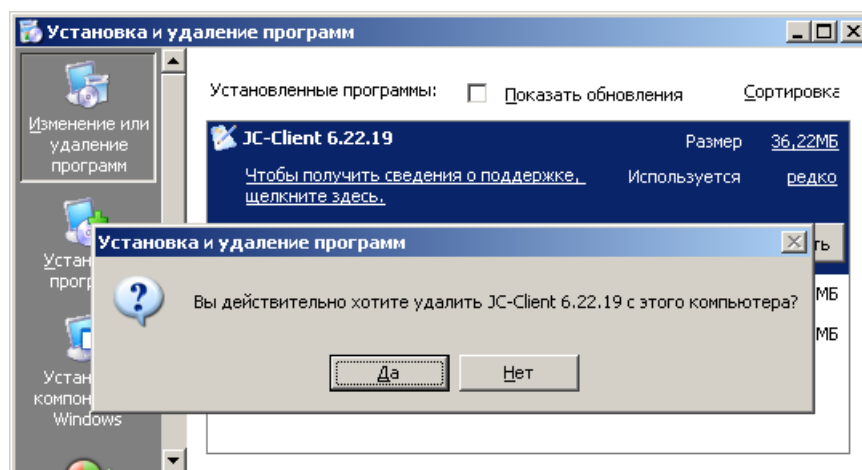 Установка и удаление программ
Установленные программы: Показать обновления Сортировка
Изменение или
удаление
программ
JC-Client 6.22.19 Размер 36,22МБ
Чтобы получить сведения о поддержке, Используется редко
щелкните здесь.
Установка и удаление программ
Вы действительно хотите удалить JC-Client 6.22.19 с этого компьютера?
Да Нет
МБ
МБ
Windows